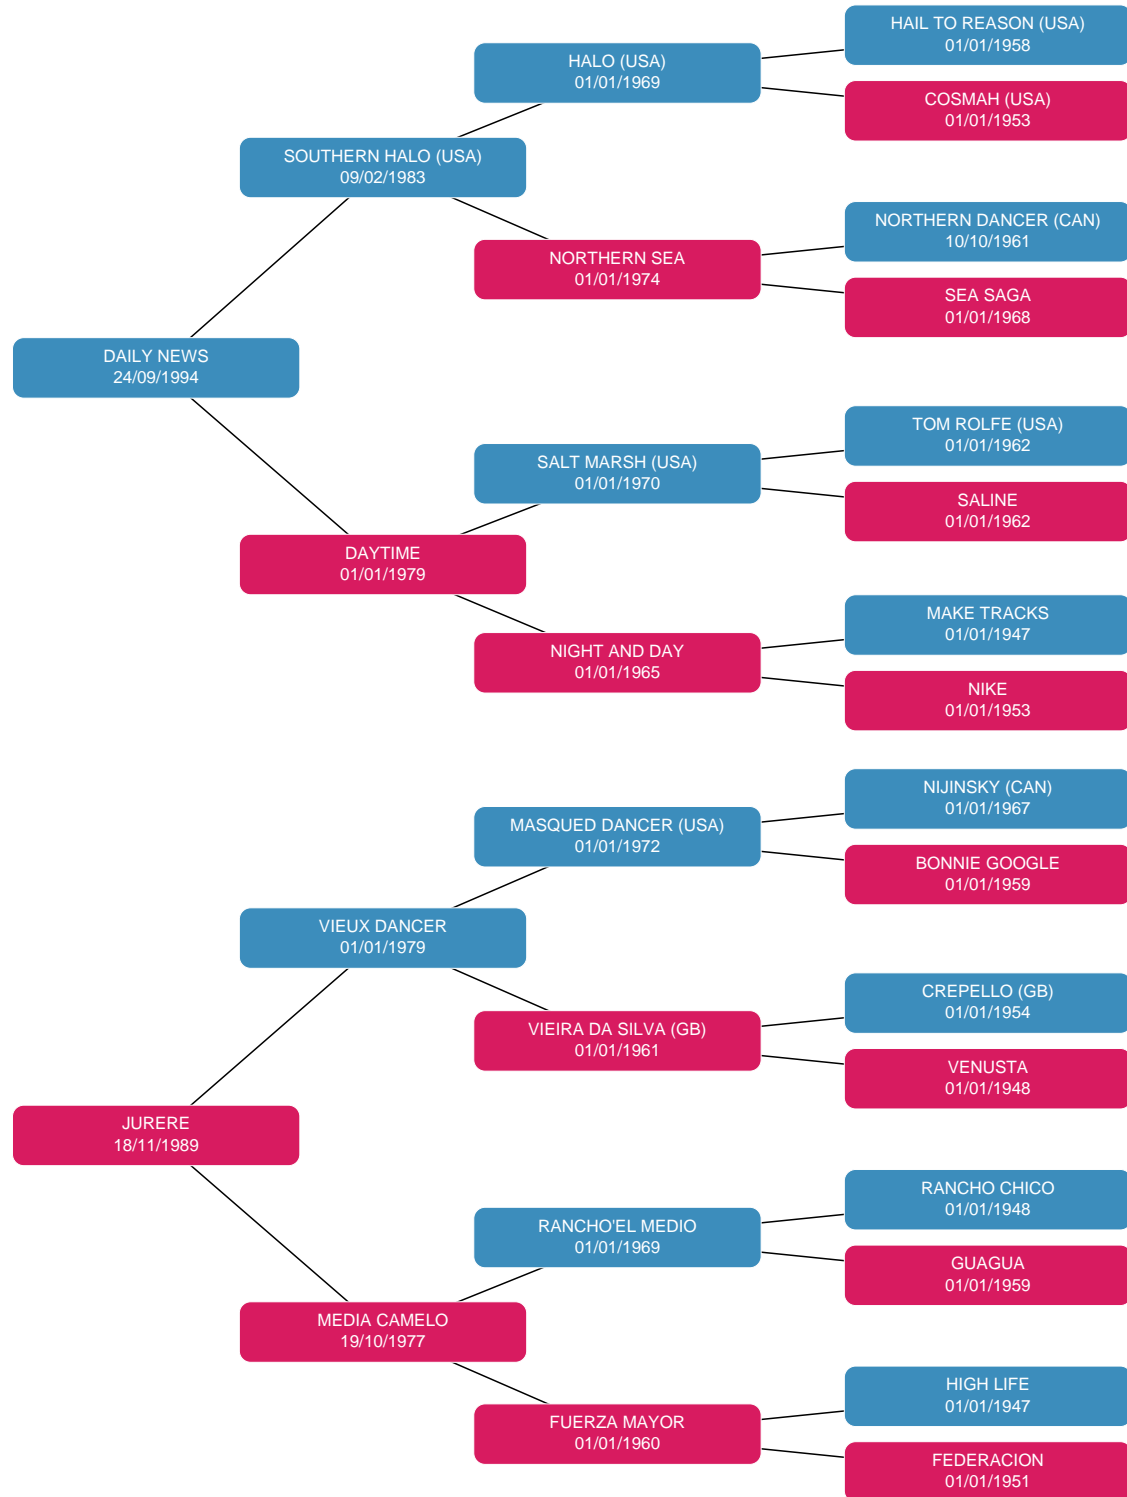 HAIL TO REASON (USA)
01/01/1958
HALO (USA)
01/01/1969
COSMAH (USA)
01/01/1953
SOUTHERN HALO (USA)
09/02/1983
NORTHERN DANCER (CAN)
10/10/1961
NORTHERN SEA
01/01/1974
SEA SAGA
01/01/1968
DAILY NEWS
24/09/1994
TOM ROLFE (USA)
01/01/1962
SALT MARSH (USA)
01/01/1970
SALINE
01/01/1962
DAYTIME
01/01/1979
MAKE TRACKS
01/01/1947
NIGHT AND DAY
01/01/1965
NIKE
01/01/1953
NIJINSKY (CAN)
01/01/1967
MASQUED DANCER (USA)
01/01/1972
BONNIE GOOGLE
01/01/1959
VIEUX DANCER
01/01/1979
CREPELLO (GB)
01/01/1954
VIEIRA DA SILVA (GB)
01/01/1961
VENUSTA
01/01/1948
JURERE
18/11/1989
RANCHO CHICO
01/01/1948
RANCHO'EL MEDIO
01/01/1969
GUAGUA
01/01/1959
MEDIA CAMELO
19/10/1977
HIGH LIFE
01/01/1947
FUERZA MAYOR
01/01/1960
FEDERACION
01/01/1951